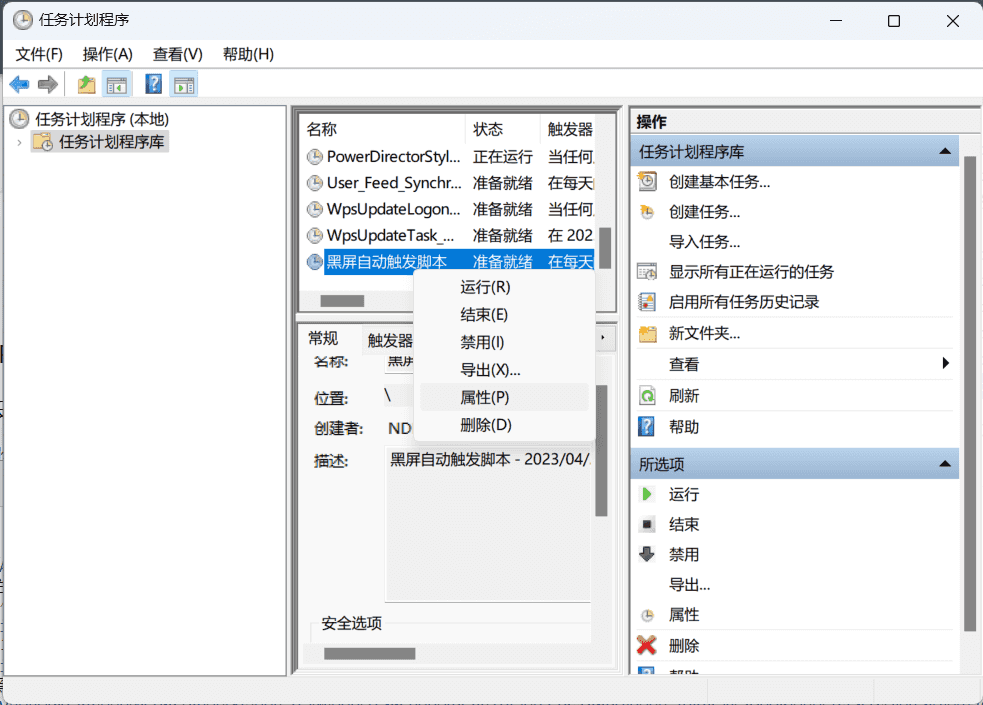 任务计划程序
文件(F) 操作(A) 查看(V) 帮助(H)
任务计划程序 (本地)
任务计划程序库
名称 状态 触发器
PowerDirectorStyl... 正在运行 当任何
User_Feed_Synchr... 准备就绪 在每天
WpsUpdateLogon... 准备就绪 当任何
WpsUpdateTask_... 准备就绪 在 202
黑屏自动触发脚本 准备就绪 在每天
运行(R)
结束(E)
禁用(I)
导出(X)...
属性(P)
删除(D)
常规 触发器
名称: 黑屏
位置: \
创建者: ND
描述: 黑屏自动触发脚本 - 2023/04/
安全选项
操作
任务计划程序库
创建基本任务...
创建任务...
导入任务...
显示所有正在运行的任务
启用所有任务历史记录
新文件夹...
查看
刷新
帮助
所选项
运行
结束
禁用
导出...
属性
删除
帮助